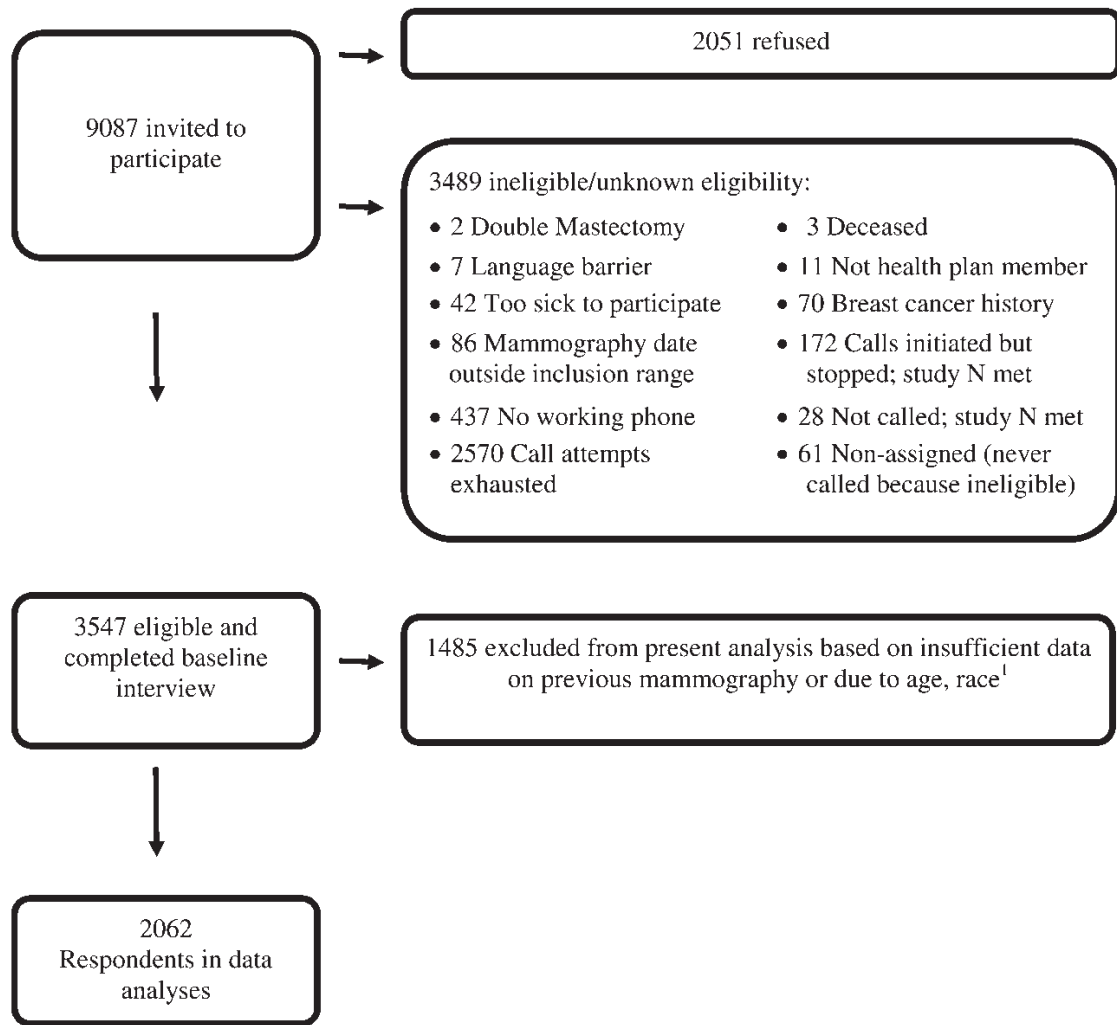 2051 refused
9087 invited to
participate
3489 ineligible/unknown eligibility:
• 2 Double Mastectomy
• 7 Language barrier
• 42 Too sick to participate
• 86 Mammography date
outside inclusion range
• 437 No working phone
• 2570 Call attempts
exhausted
• 3 Deceased
• 11 Not health plan member
• 70 Breast cancer history
• 172 Calls initiated but
stopped; study N met
• 28 Not called; study N met
• 61 Non-assigned (never
called because ineligible)
3547 eligible and
completed baseline
interview
1485 excluded from present analysis based on insufficient data
on previous mammography or due to age, race¹
2062
Respondents in data
analyses